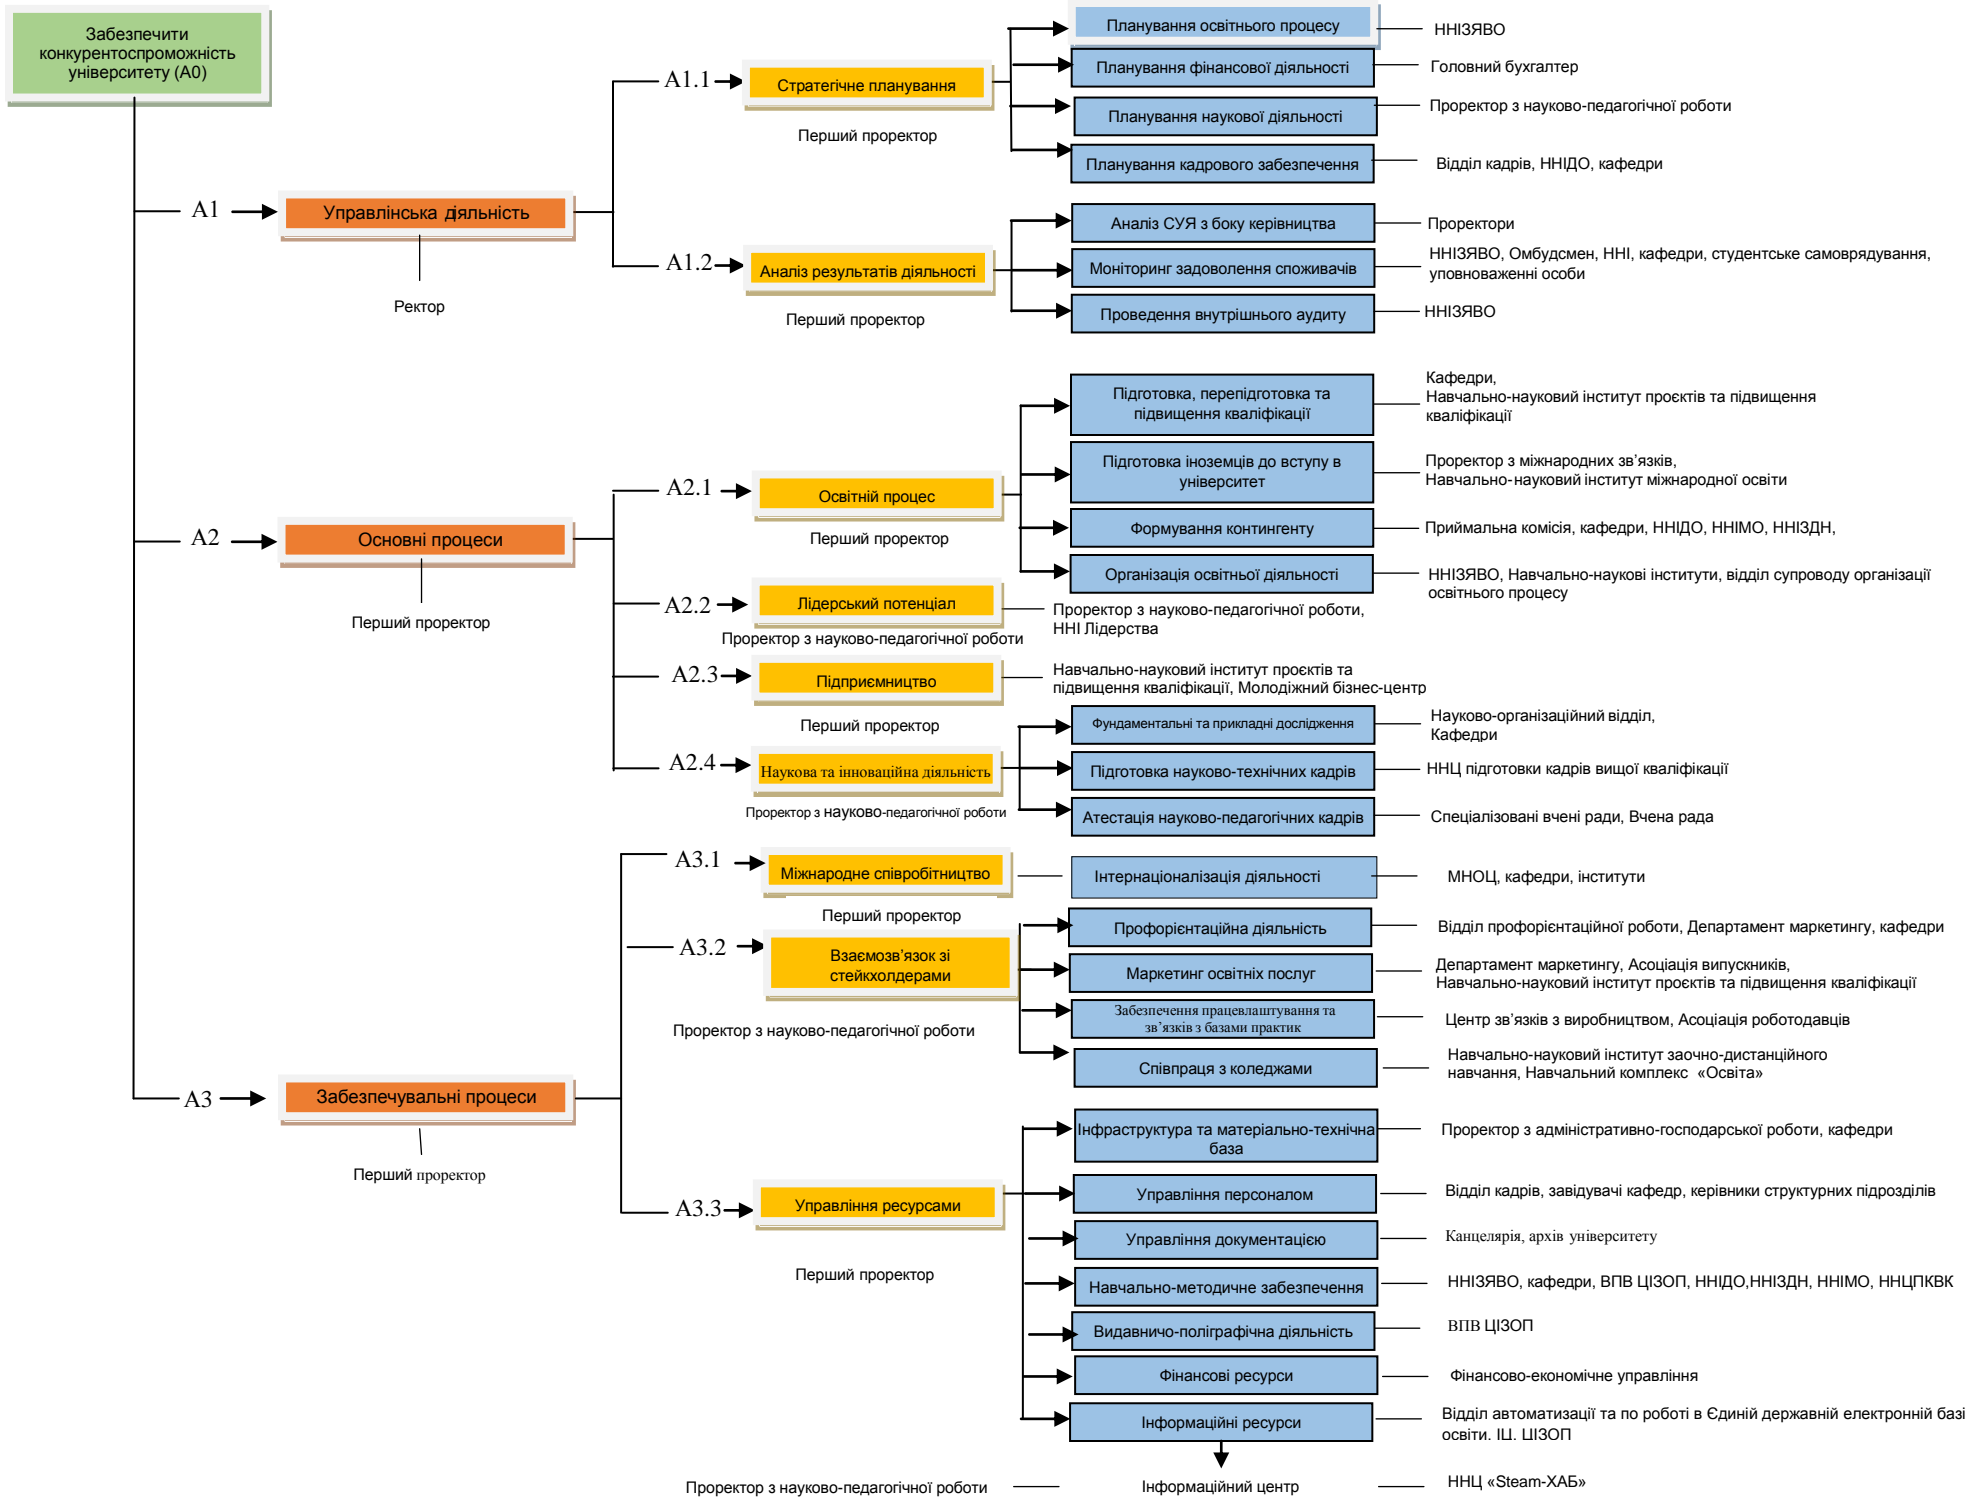 Забезпечити
конкурентоспроможність
університету (А0)
А1
Управлінська діяльність
Ректор
А1.1
Стратегічне планування
Перший проректор
Планування освітнього процесу
ННІЗЯВО
Планування фінансової діяльності
Головний бухгалтер
Планування наукової діяльності
Проректор з науково-педагогічної роботи
Планування кадрового забезпечення
Відділ кадрів, ННІДО, кафедри
А1.2
Аналіз результатів діяльності
Перший проректор
Аналіз СУЯ з боку керівництва
Проректори
Моніторинг задоволення споживачів
ННІЗЯВО, Омбудсмен, ННІ, кафедри, студентське самоврядування,
уповноваженні особи
Проведення внутрішнього аудиту
ННІЗЯВО
А2
Основні процеси
Перший проректор
А2.1
Освітній процес
Перший проректор
Підготовка, перепідготовка та
підвищення кваліфікації
Кафедри,
Навчально-науковий інститут проєктів та підвищення
кваліфікації
Підготовка іноземців до вступу в
університет
Проректор з міжнародних зв’язків,
Навчально-науковий інститут міжнародної освіти
Формування контингенту
Приймальна комісія, кафедри, ННІДО, ННІМО, ННІЗДН,
Організація освітньої діяльності
ННІЗЯВО, Навчально-наукові інститути, відділ супроводу організації
освітнього процесу
А2.2
Лідерський потенціал
Проректор з науково-педагогічної роботи
Проректор з науково-педагогічної роботи,
ННІ Лідерства
А2.3
Підприємництво
Перший проректор
Навчально-науковий інститут проєктів та
підвищення кваліфікації, Молодіжний бізнес-центр
А2.4
Наукова та інноваційна діяльність
Проректор з науково-педагогічної роботи
Фундаментальні та прикладні дослідження
Науково-організаційний відділ,
Кафедри
Підготовка науково-технічних кадрів
ННЦ підготовки кадрів вищої кваліфікації
Атестація науково-педагогічних кадрів
Спеціалізовані вчені ради, Вчена рада
А3
Забезпечувальні процеси
Перший проректор
А3.1
Міжнародне співробітництво
Перший проректор
Інтернаціоналізація діяльності
МНОЦ, кафедри, інститути
А3.2
Взаємозв’язок зі
стейкхолдерами
Проректор з науково-педагогічної роботи
Профорієнтаційна діяльність
Відділ профорієнтаційної роботи, Департамент маркетингу, кафедри
Маркетинг освітніх послуг
Департамент маркетингу, Асоціація випускників,
Навчально-науковий інститут проєктів та підвищення кваліфікації
Забезпечення працевлаштування та
зв’язків з базами практик
Центр зв’язків з виробництвом, Асоціація роботодавців
Співпраця з коледжами
Навчально-науковий інститут заочно-дистанційного
навчання, Навчальний комплекс «Освіта»
А3.3
Управління ресурсами
Перший проректор
Інфраструктура та матеріально-технічна
база
Проректор з адміністративно-господарської роботи, кафедри
Управління персоналом
Відділ кадрів, завідувачі кафедр, керівники структурних підрозділів
Управління документацією
Канцелярія, архів університету
Навчально-методичне забезпечення
ННІЗЯВО, кафедри, ВПВ ЦІЗОП, ННІДО,ННІЗДН, ННІМО, ННЦПКВК
Видавничо-поліграфічна діяльність
ВПВ ЦІЗОП
Фінансові ресурси
Фінансово-економічне управління
Інформаційні ресурси
Відділ автоматизації та по роботі в Єдиній державній електронній базі
освіти. ІЦ. ЦІЗОП
Проректор з науково-педагогічної роботи
Інформаційний центр
ННЦ «Steam-ХАБ»